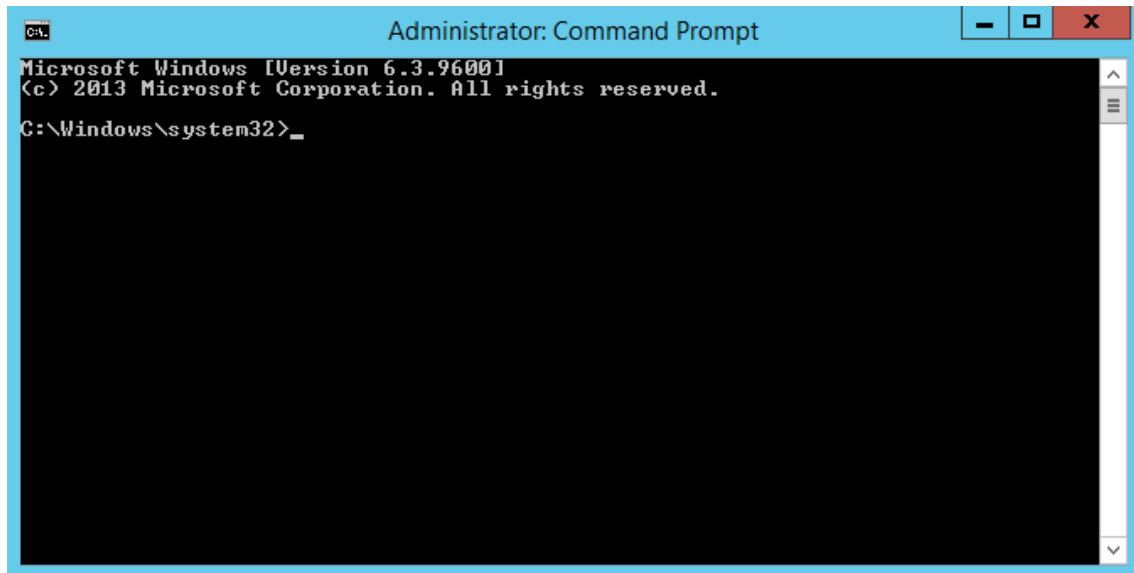 Administrator: Command Prompt
Microsoft Windows [Version 6.3.9600]
(c) 2013 Microsoft Corporation. All rights reserved.
C:\Windows\system32>_